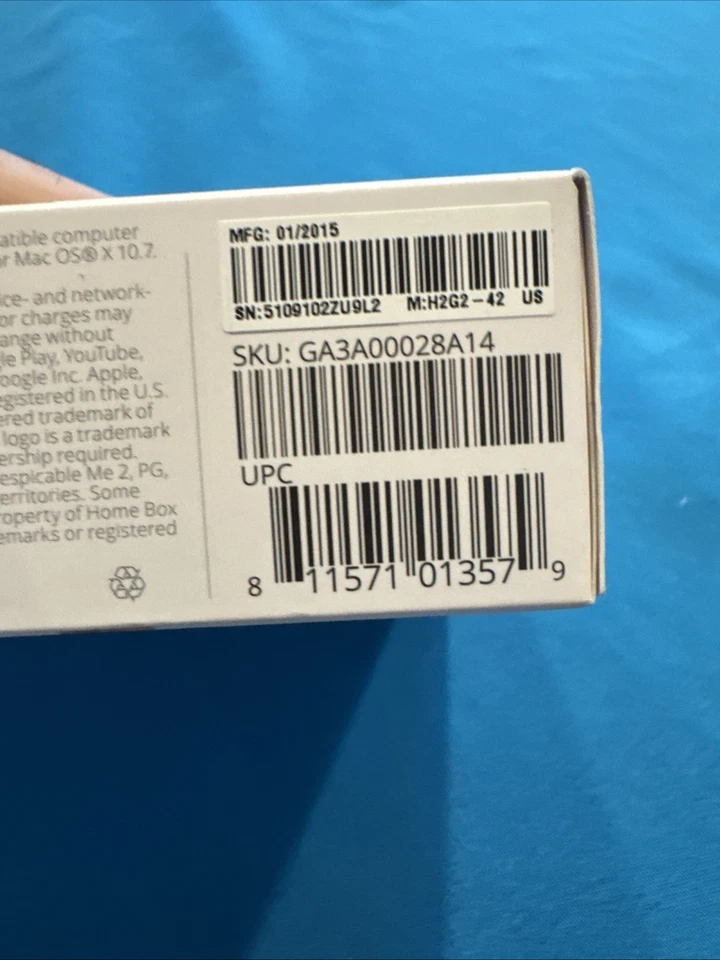 atible computer
r Mac OS® X 10.7.
ice- and network-
or charges may
ange without
le Play, YouTube,
oogle Inc. Apple,
egistered in the U.S.
ered trademark of
logo is a trademark
ership required.
espicable Me 2, PG,
erritories. Some
roperty of Home Box
emarks or registered
MFG: 01/2015
SN:5109102ZU9L2 M:H2G2-42 US
SKU: GA3A00028A14
UPC
8 11571 01357 9